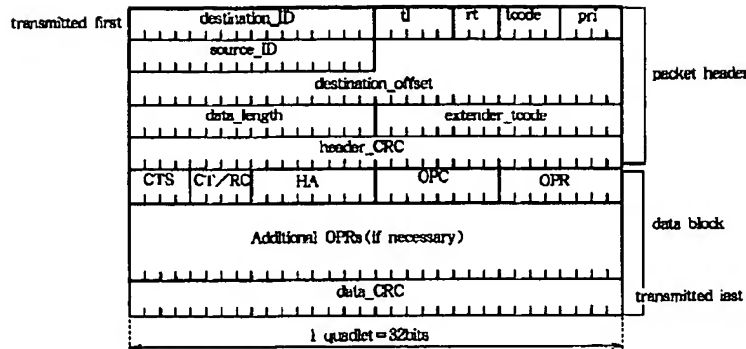 transmitted first
destination_ID tl rt tcode pri
source_ID
destination_offset
packet header
data_length extender_tcode
header_CRC
CTS CT/RC HA OPC OPR
Additional OPRs(if necessary)
data block
data_CRC
transmitted last
1 quadlet=32bits